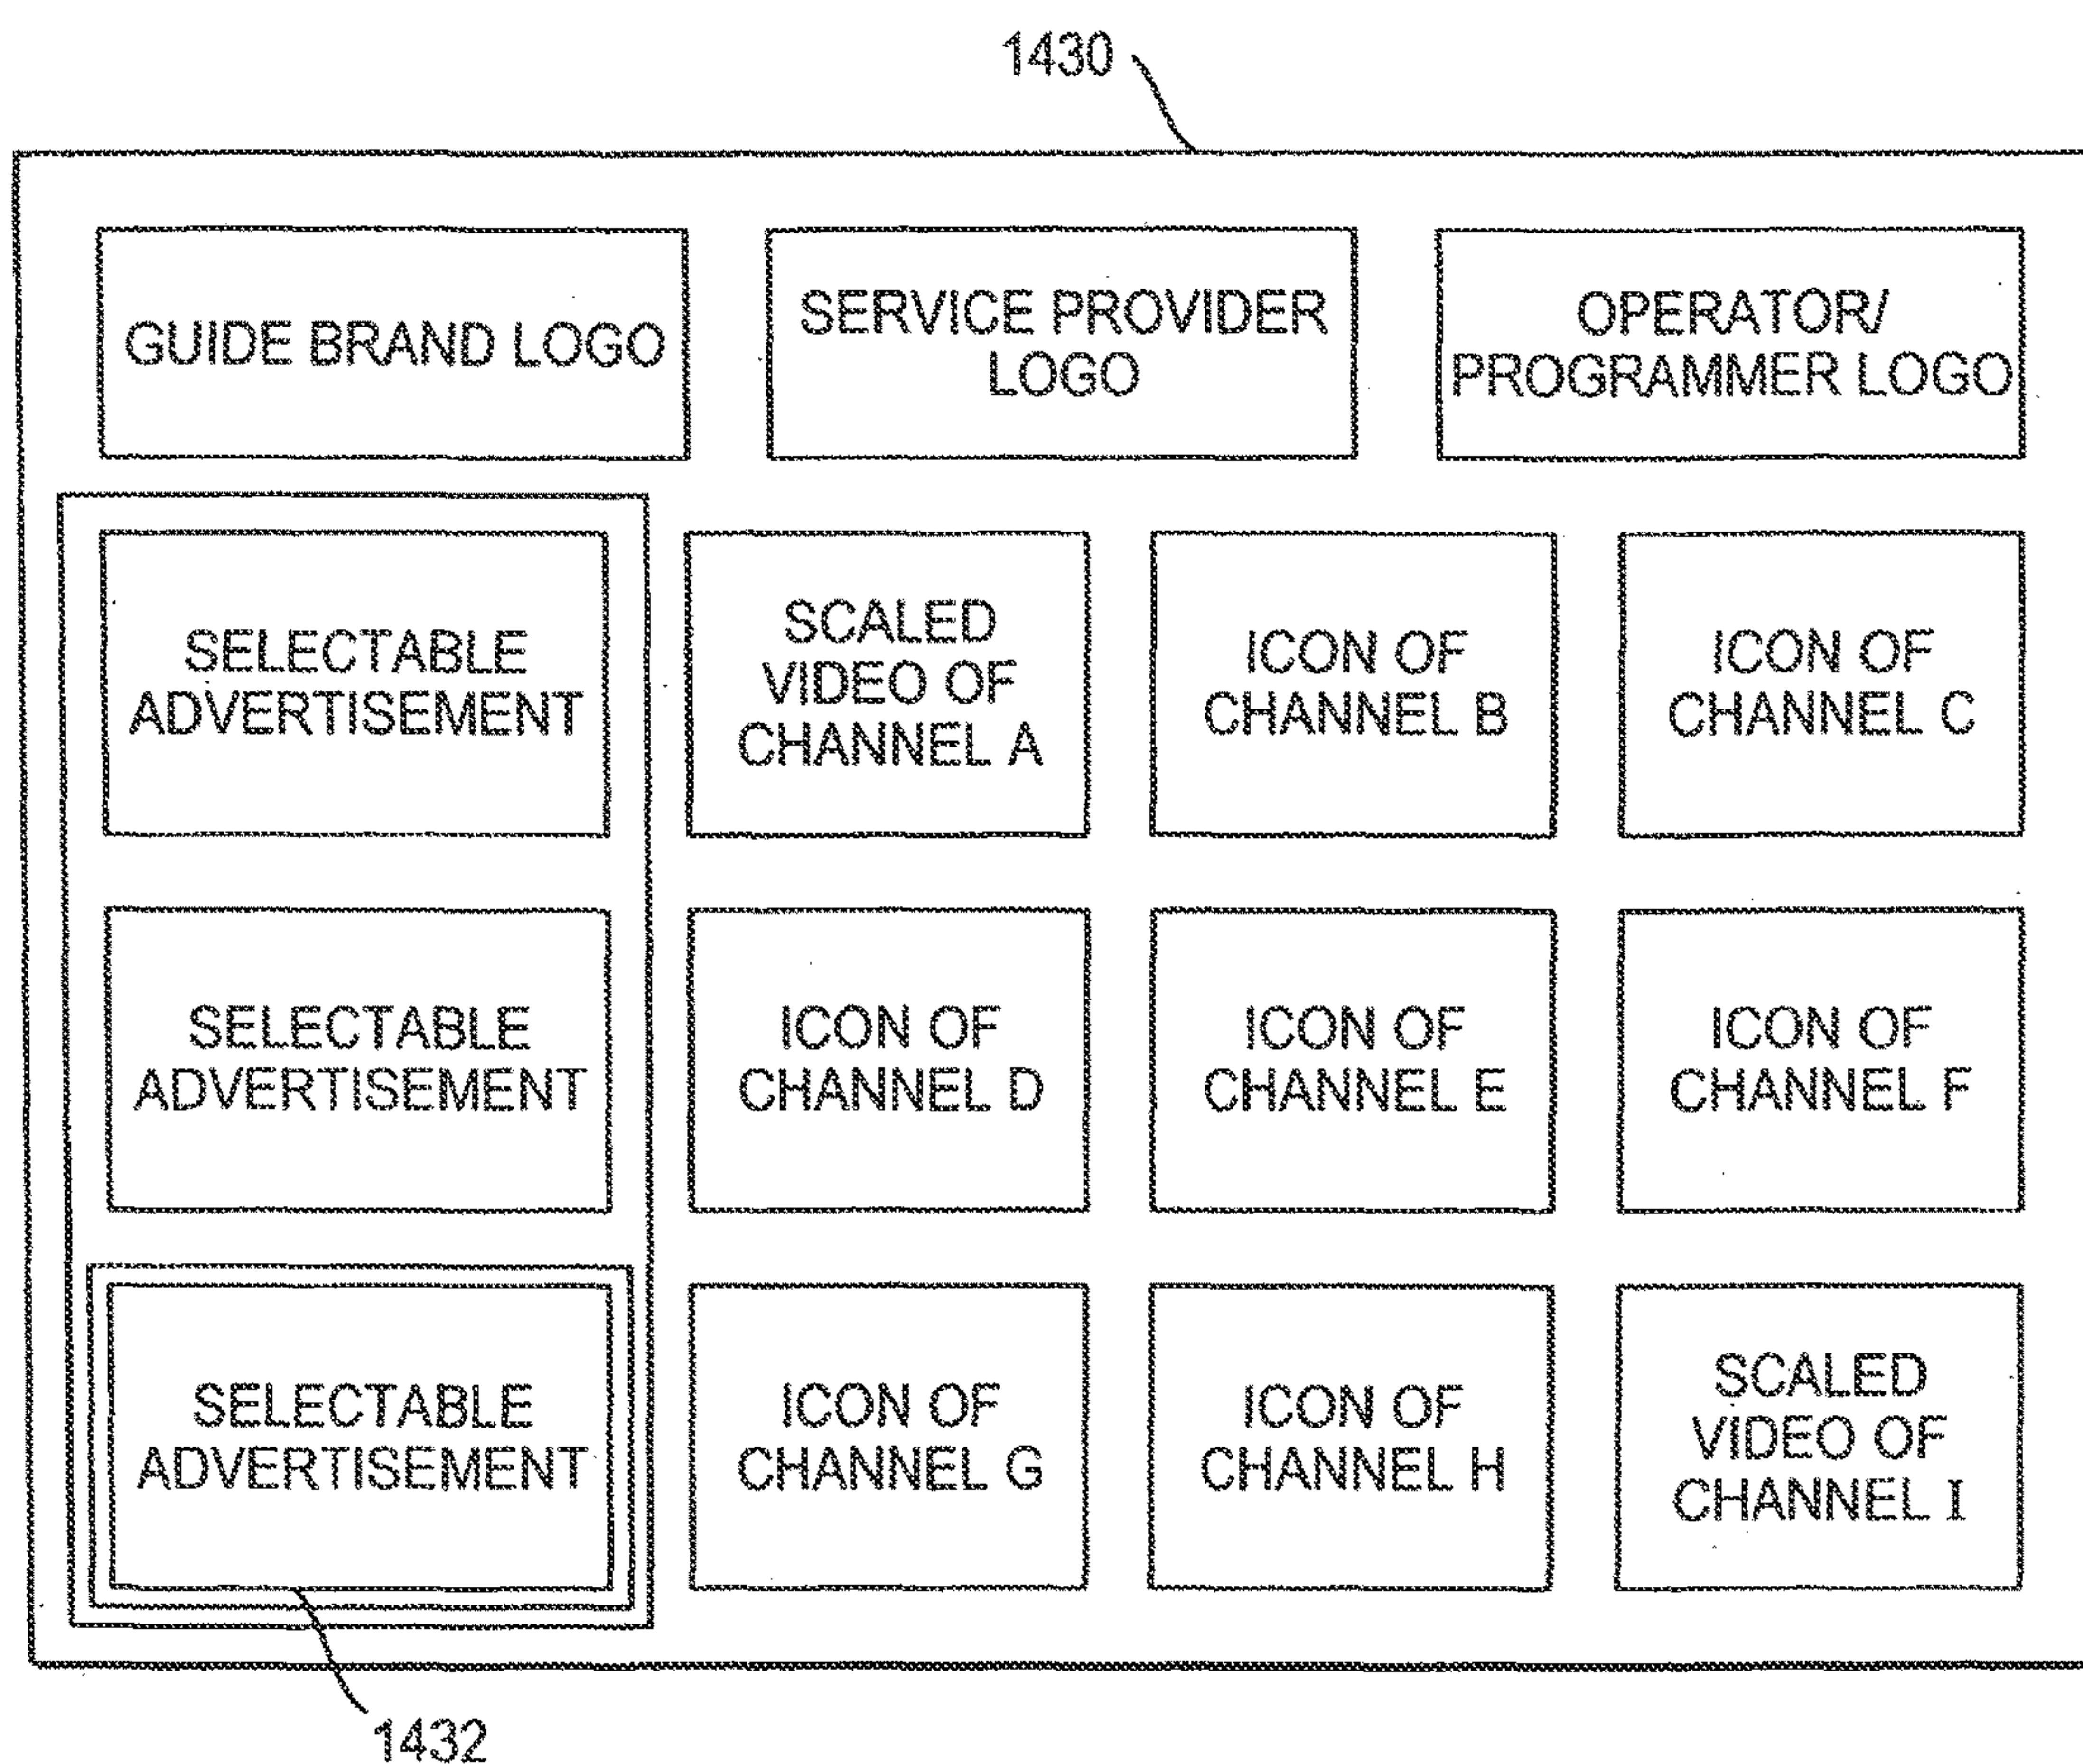 1430
GUIDE BRAND LOGO
SERVICE PROVIDER
LOGO
OPERATOR/
PROGRAMMER LOGO
SELECTABLE
ADVERTISEMENT
SCALED
VIDEO OF
CHANNEL A
ICON OF
CHANNEL B
ICON OF
CHANNEL C
SELECTABLE
ADVERTISEMENT
ICON OF
CHANNEL D
ICON OF
CHANNEL E
ICON OF
CHANNEL F
SELECTABLE
ADVERTISEMENT
ICON OF
CHANNEL G
ICON OF
CHANNEL H
SCALED
VIDEO OF
CHANNEL I
1432